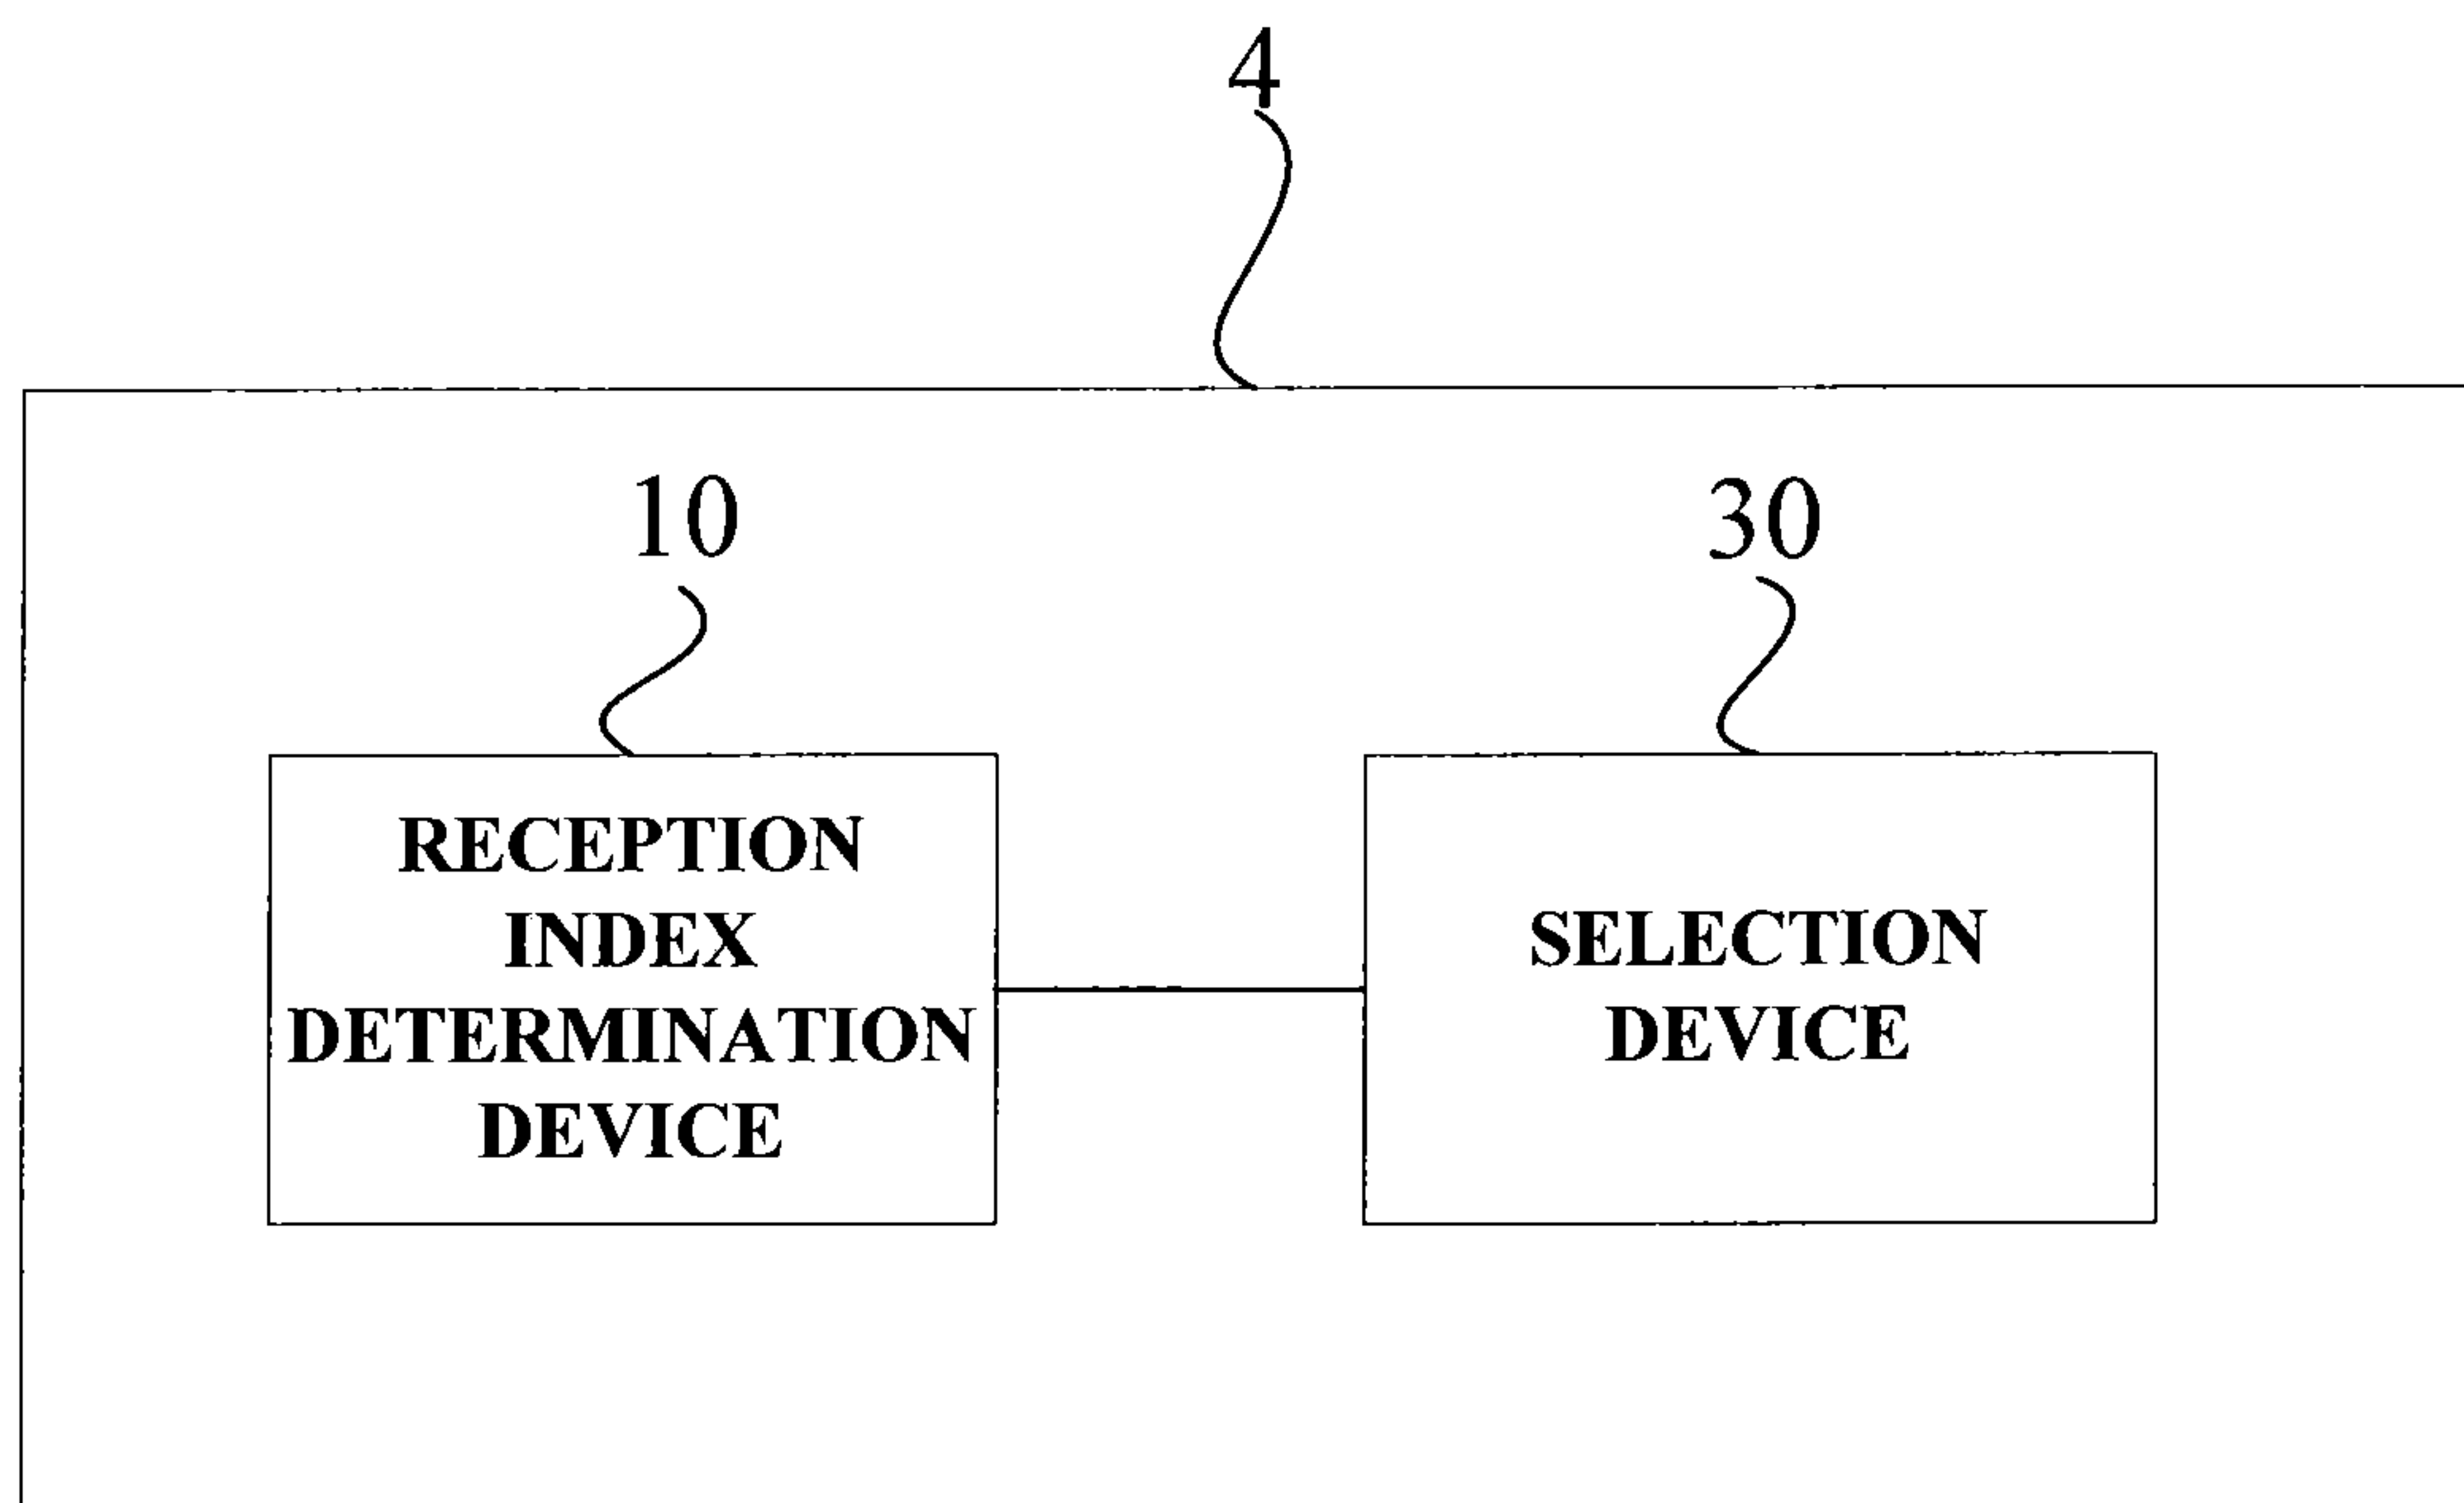 4
10
30
RECEPTION
INDEX
DETERMINATION
DEVICE
SELECTION
DEVICE